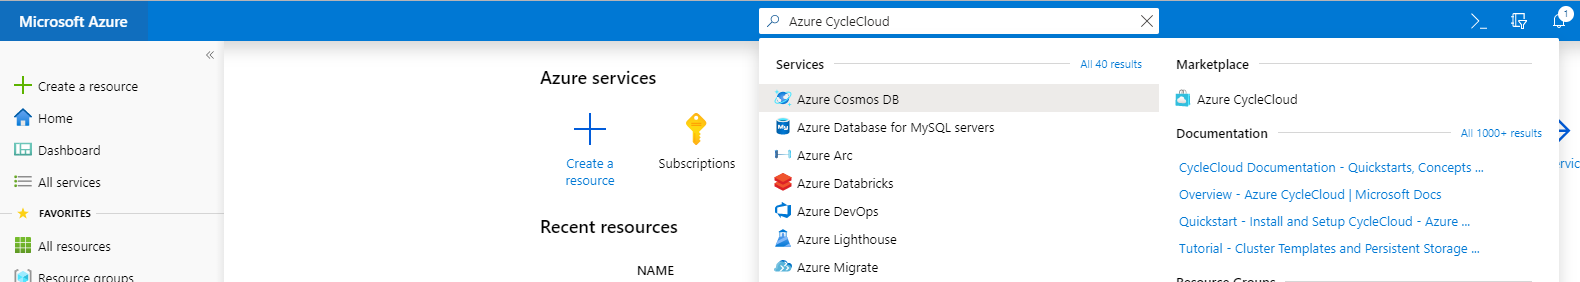 Microsoft Azure
Azure CycleCloud
1
«
Create a resource
Home
Dashboard
All services
FAVORITES
All resources
Resource groups
Azure services
Create a
resource
Subscriptions
Recent resources
NAME
Services
All 40 results
Azure Cosmos DB
Azure Database for MySQL servers
Azure Arc
Azure Databricks
Azure DevOps
Azure Lighthouse
Azure Migrate
Marketplace
Azure CycleCloud
Documentation
All 1000+ results
CycleCloud Documentation - Quickstarts, Concepts ...
Overview - Azure CycleCloud | Microsoft Docs
Quickstart - Install and Setup CycleCloud - Azure ...
Tutorial - Cluster Templates and Persistent Storage ...
Resource Groups